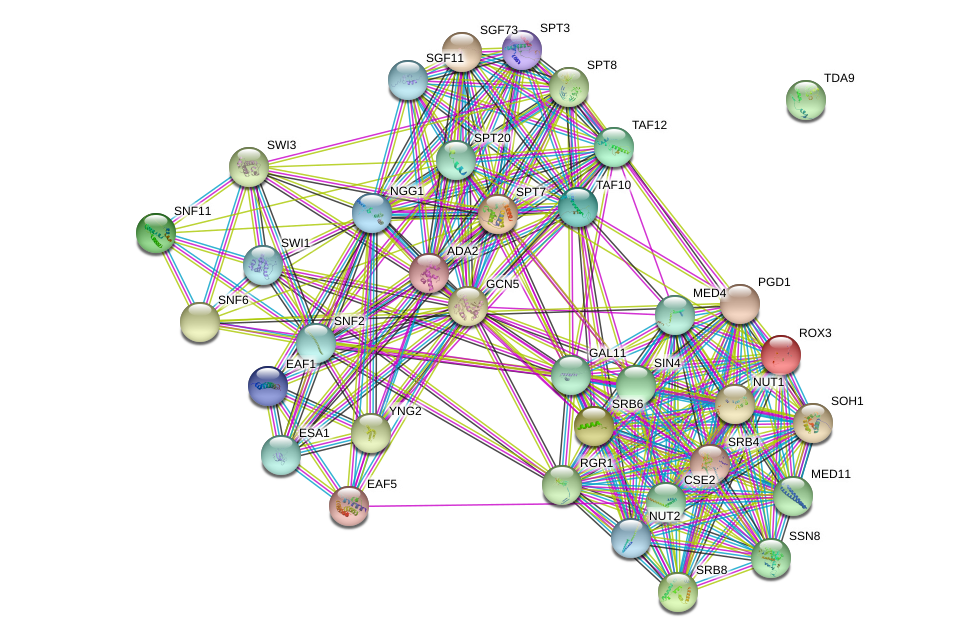 SGF73
SPT3
SGF11
SPT8
TDA9
TAF12
SPT20
SWI3
NGG1
SPT7
TAF10
SNF11
SWI1
ADA2
GCN5
SNF6
MED4
PGD1
SNF2
ROX3
EAF1
GAL11
SIN4
NUT1
SRB6
SOH1
YNG2
ESA1
SRB4
RGR1
CSE2
MED11
EAF5
NUT2
SSN8
SRB8